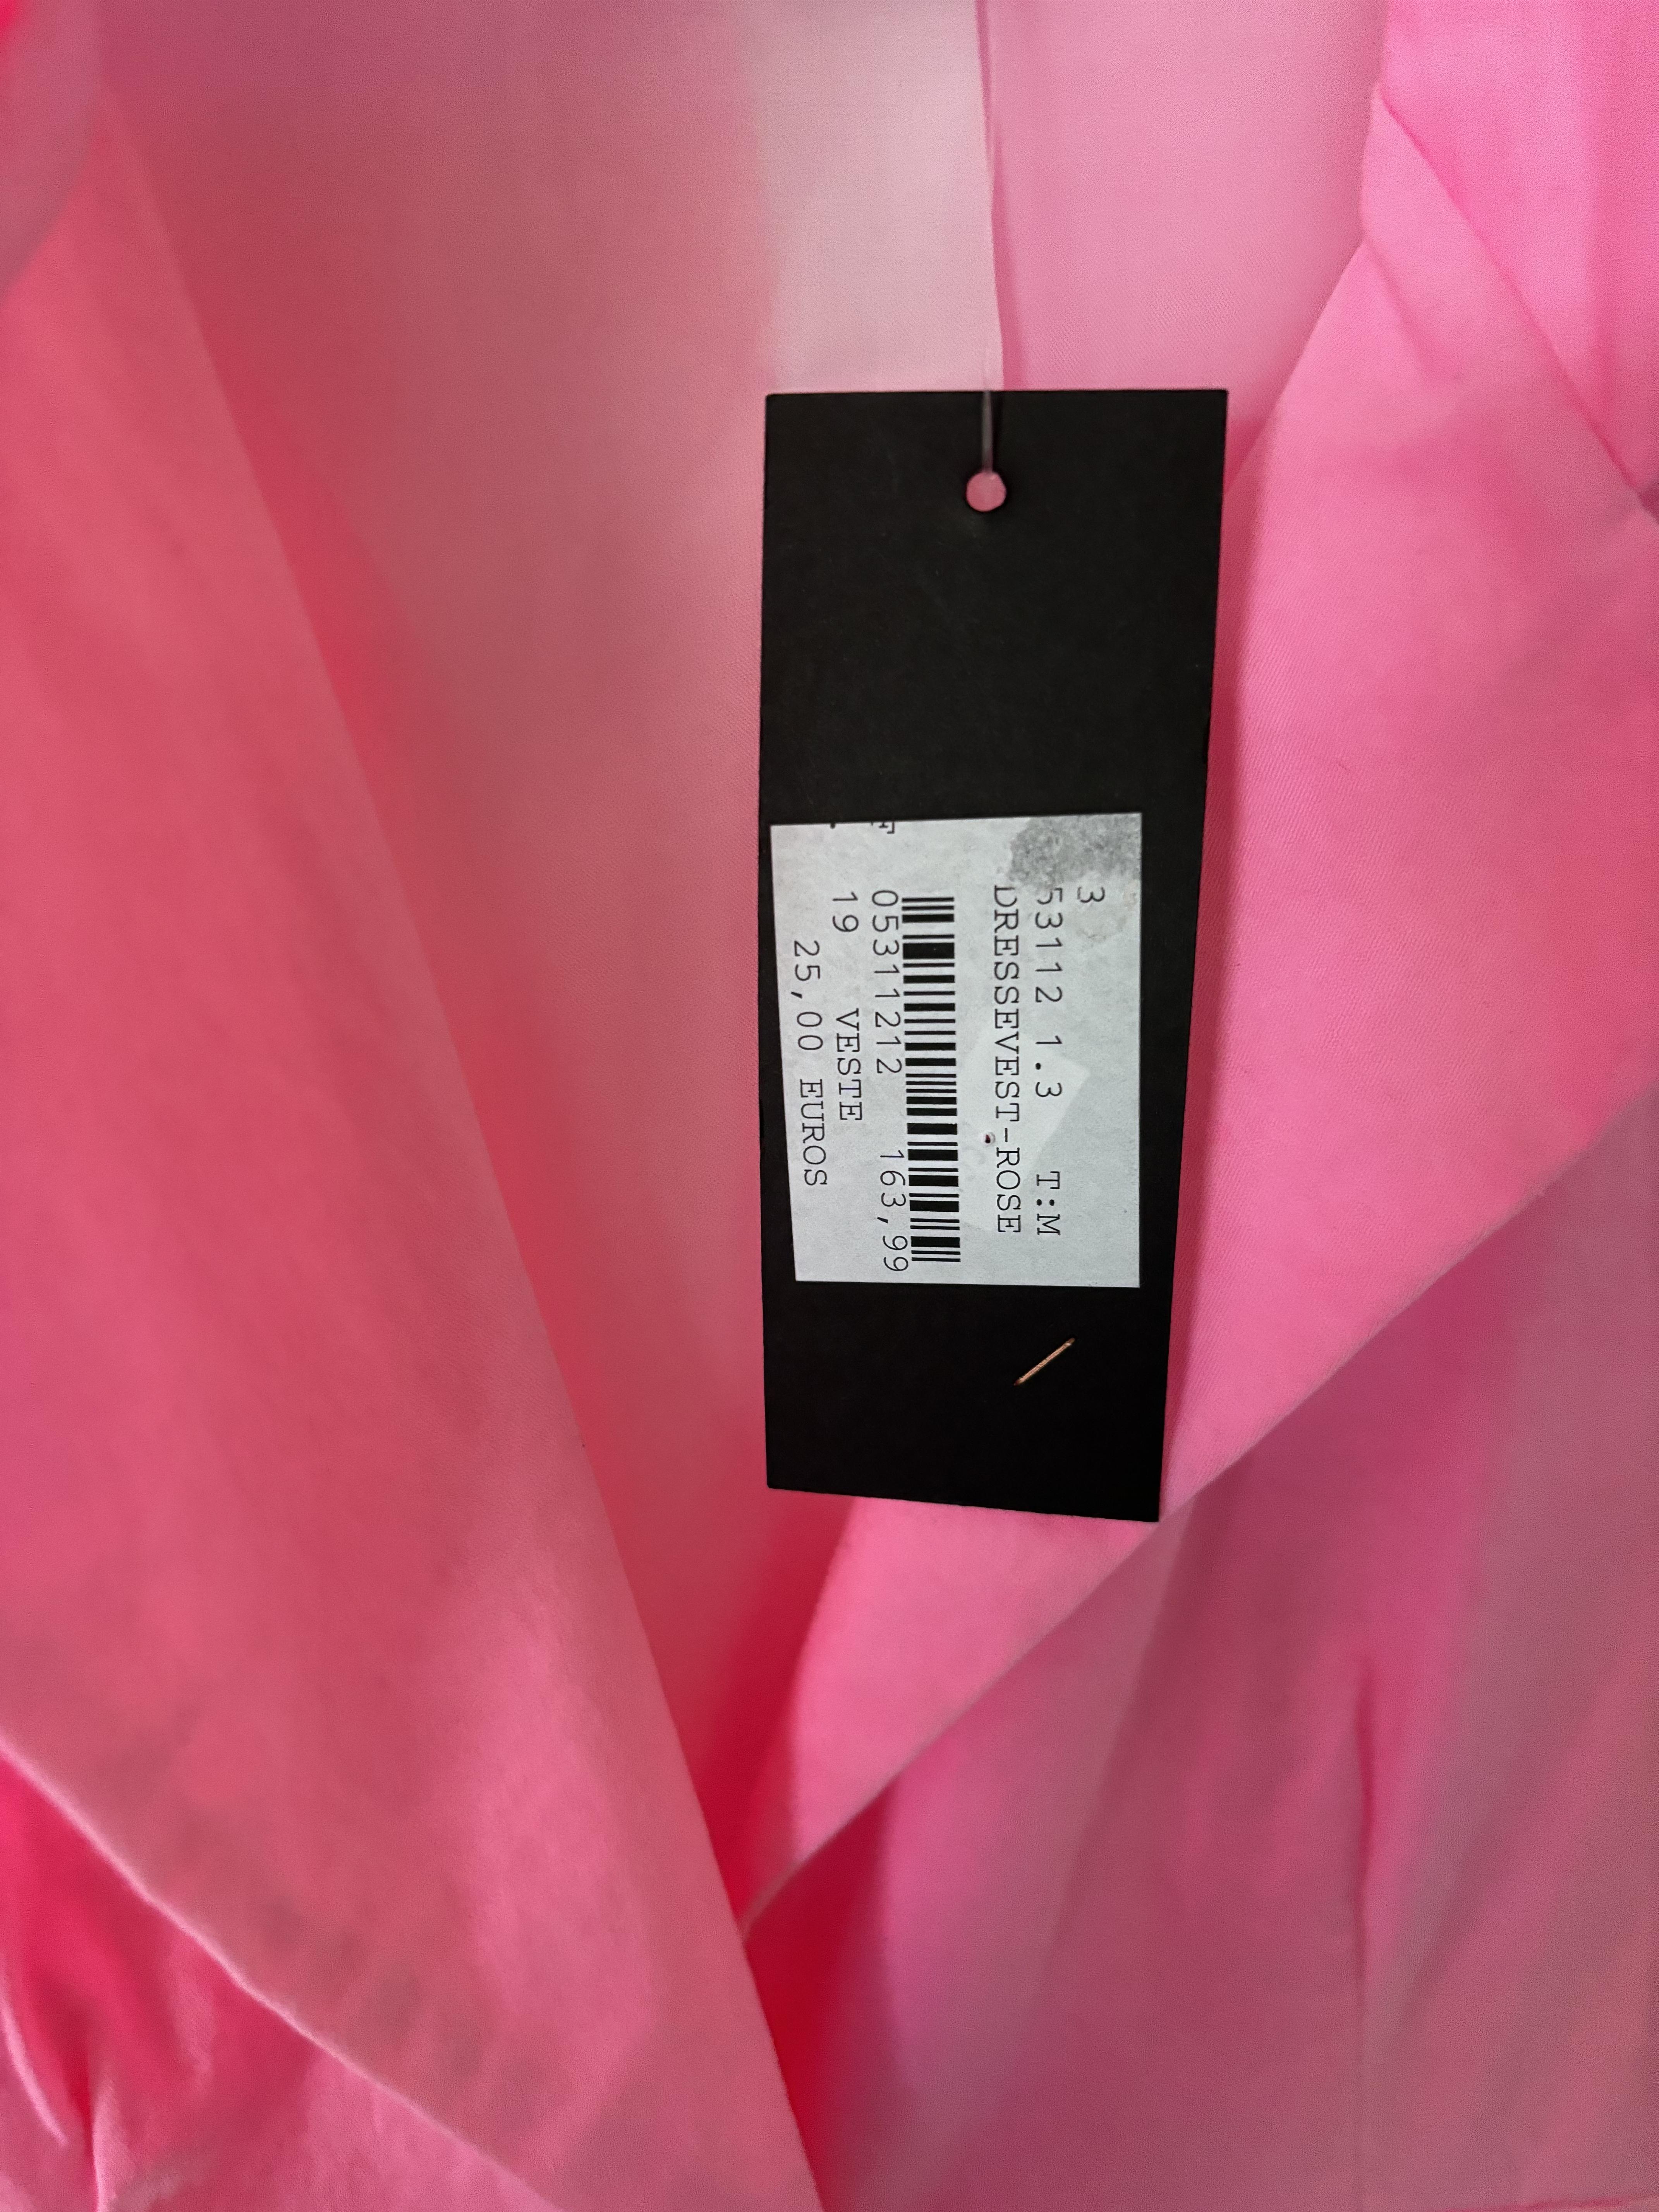 3
53112 1.3 T:M
DRESSEVEST-ROSE
05311212 163,99
19 VESTE
25,00 EUROS